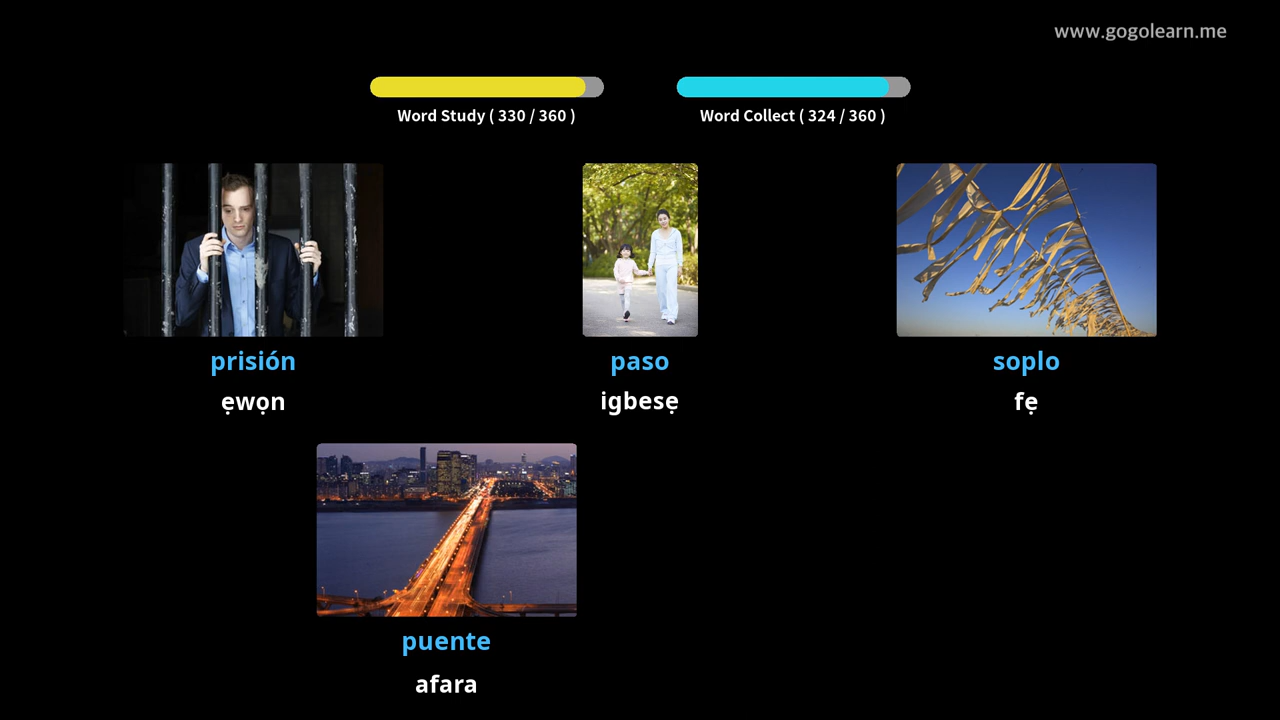 www.gogolearn.me
Word Study ( 330 / 360 )
Word Collect ( 324 / 360 )
prisión
ẹwọn
paso
igbesẹ
soplo
fẹ
puente
afara